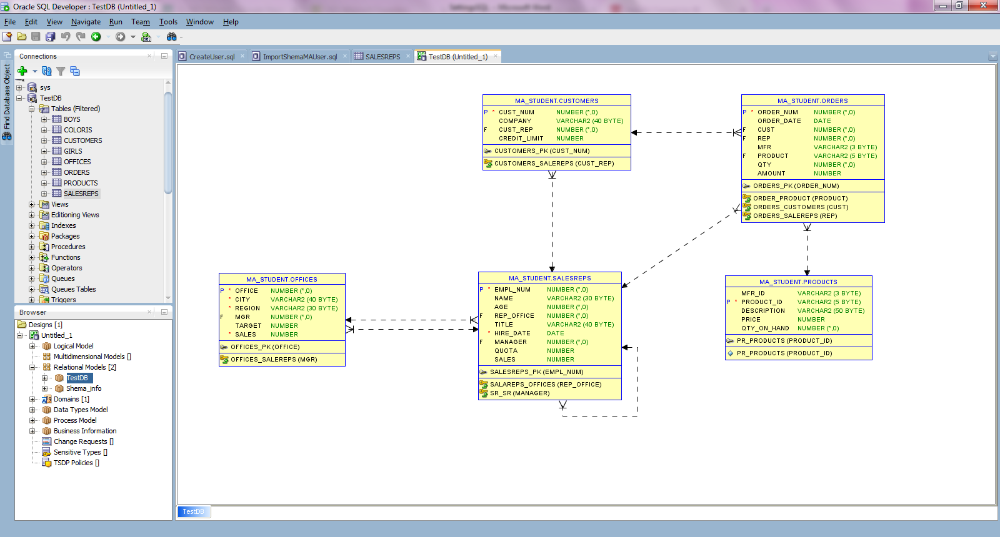 Oracle SQL Developer : TestDB (Untitled_1)
File Edit View Navigate Run Team Tools Window Help
Find Database Object
Connections
sys
TestDB
Tables (Filtered)
BOYS
COLORIS
CUSTOMERS
GIRLS
OFFICES
ORDERS
PRODUCTS
SALESREPS
Views
Editioning Views
Indexes
Packages
Procedures
Functions
Operators
Queues
Queues Tables
Triggers
Browser
Designs [1]
Untitled_1
Logical Model
Multidimensional Models []
Relational Models [2]
TestDB
Shema_info
Domains [1]
Data Types Model
Process Model
Business Information
Change Requests []
Sensitive Types []
TSDP Policies []
CreateUser.sql ImportShemaMAUser.sql SALESREPS TestDB (Untitled_1)
MA_STUDENT.CUSTOMERS
P * CUST_NUM NUMBER (*,0)
COMPANY VARCHAR2 (40 BYTE)
F CUST_REP NUMBER (*,0)
CREDIT_LIMIT NUMBER
CUSTOMERS_PK (CUST_NUM)
CUSTOMERS_SALEREPS (CUST_REP)
MA_STUDENT.ORDERS
P * ORDER_NUM NUMBER (*,0)
ORDER_DATE DATE
F CUST NUMBER (*,0)
F REP NUMBER (*,0)
MFR VARCHAR2 (3 BYTE)
F PRODUCT VARCHAR2 (5 BYTE)
QTY NUMBER (*,0)
AMOUNT NUMBER
ORDERS_PK (ORDER_NUM)
ORDER_PRODUCT (PRODUCT)
ORDERS_CUSTOMERS (CUST)
ORDERS_SALEREPS (REP)
MA_STUDENT.OFFICES
P * OFFICE NUMBER (*,0)
* CITY VARCHAR2 (40 BYTE)
* REGION VARCHAR2 (30 BYTE)
F MGR NUMBER (*,0)
TARGET NUMBER
* SALES NUMBER
OFFICES_PK (OFFICE)
OFFICES_SALEREPS (MGR)
MA_STUDENT.SALESREPS
P * EMPL_NUM NUMBER (*,0)
NAME VARCHAR2 (30 BYTE)
AGE NUMBER (*,0)
F REP_OFFICE NUMBER (*,0)
TITLE VARCHAR2 (40 BYTE)
* HIRE_DATE DATE
F MANAGER NUMBER (*,0)
QUOTA NUMBER
SALES NUMBER
SALESREPS_PK (EMPL_NUM)
SALAREPS_OFFICES (REP_OFFICE)
SR_SR (MANAGER)
MA_STUDENT.PRODUCTS
MFR_ID VARCHAR2 (3 BYTE)
P * PRODUCT_ID VARCHAR2 (5 BYTE)
DESCRIPTION VARCHAR2 (50 BYTE)
PRICE NUMBER
QTY_ON_HAND NUMBER (*,0)
PR_PRODUCTS (PRODUCT_ID)
PR_PRODUCTS (PRODUCT_ID)
TestDB